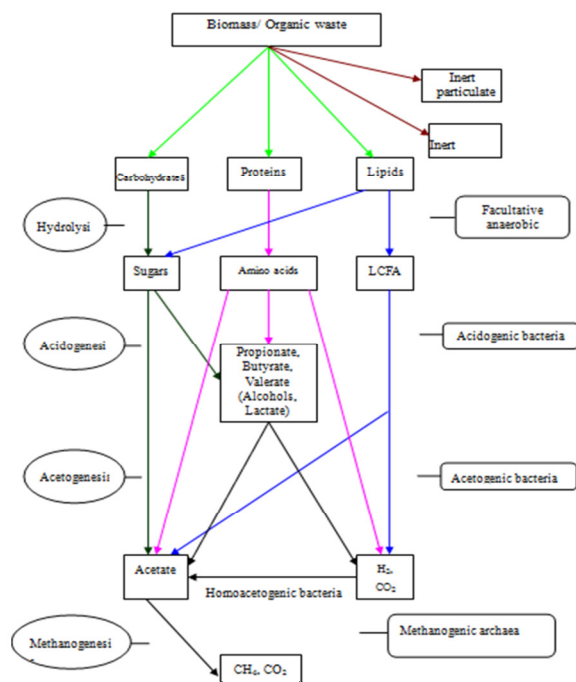 Biomass/ Organic waste
Inert
particulate
Inert
Carbohydrates
Proteins
Lipids
Hydrolysi
Facultative
anaerobic
Sugars
Amino acids
LCFA
Acidogenesi
Acidogenic bacteria
Propionate,
Butyrate,
Valerate
(Alcohols,
Lactate)
Acetogenesis
Acetogenic bacteria
Acetate
H₂,
CO₂
Homoacetogenic bacteria
Methanogenesi
Methanogenic archaea
CH₄, CO₂